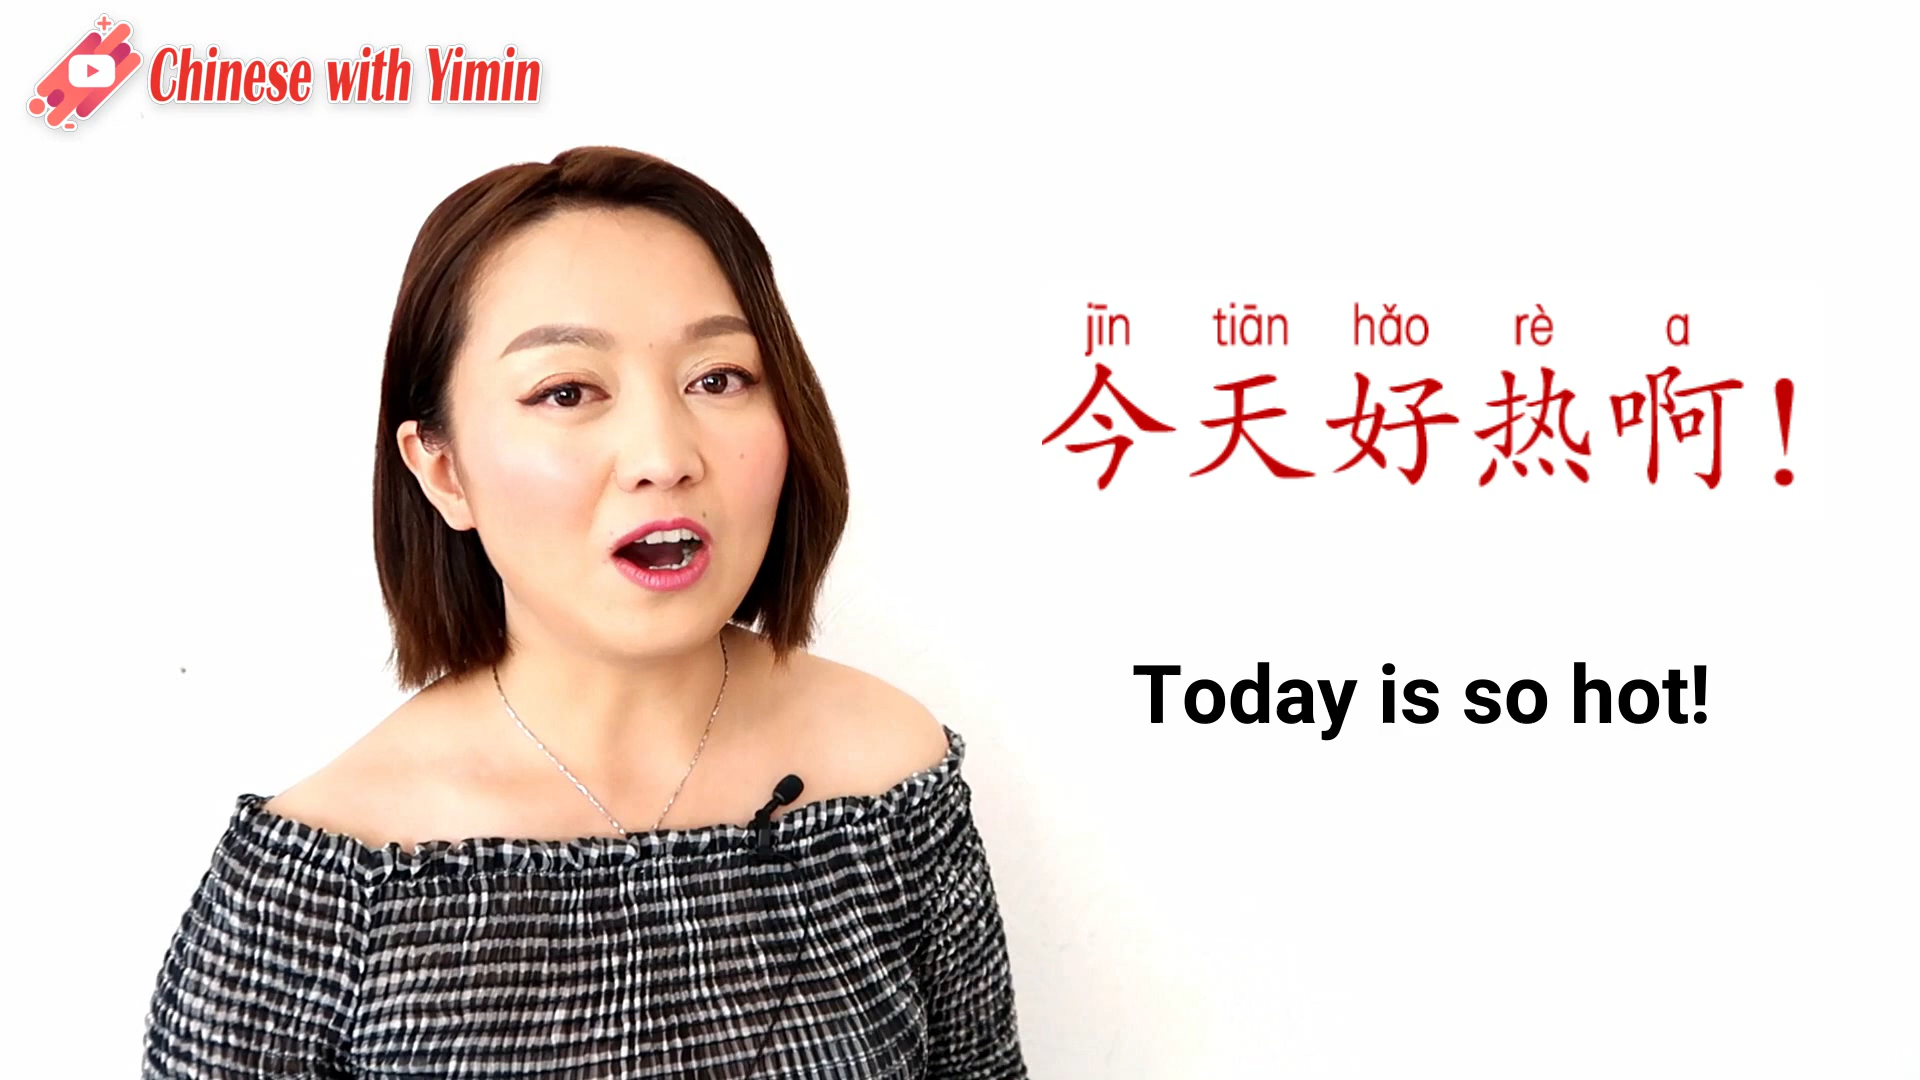 Chinese with Yimin
jīn tiān hǎo rè a
今天好热啊！
Today is so hot!